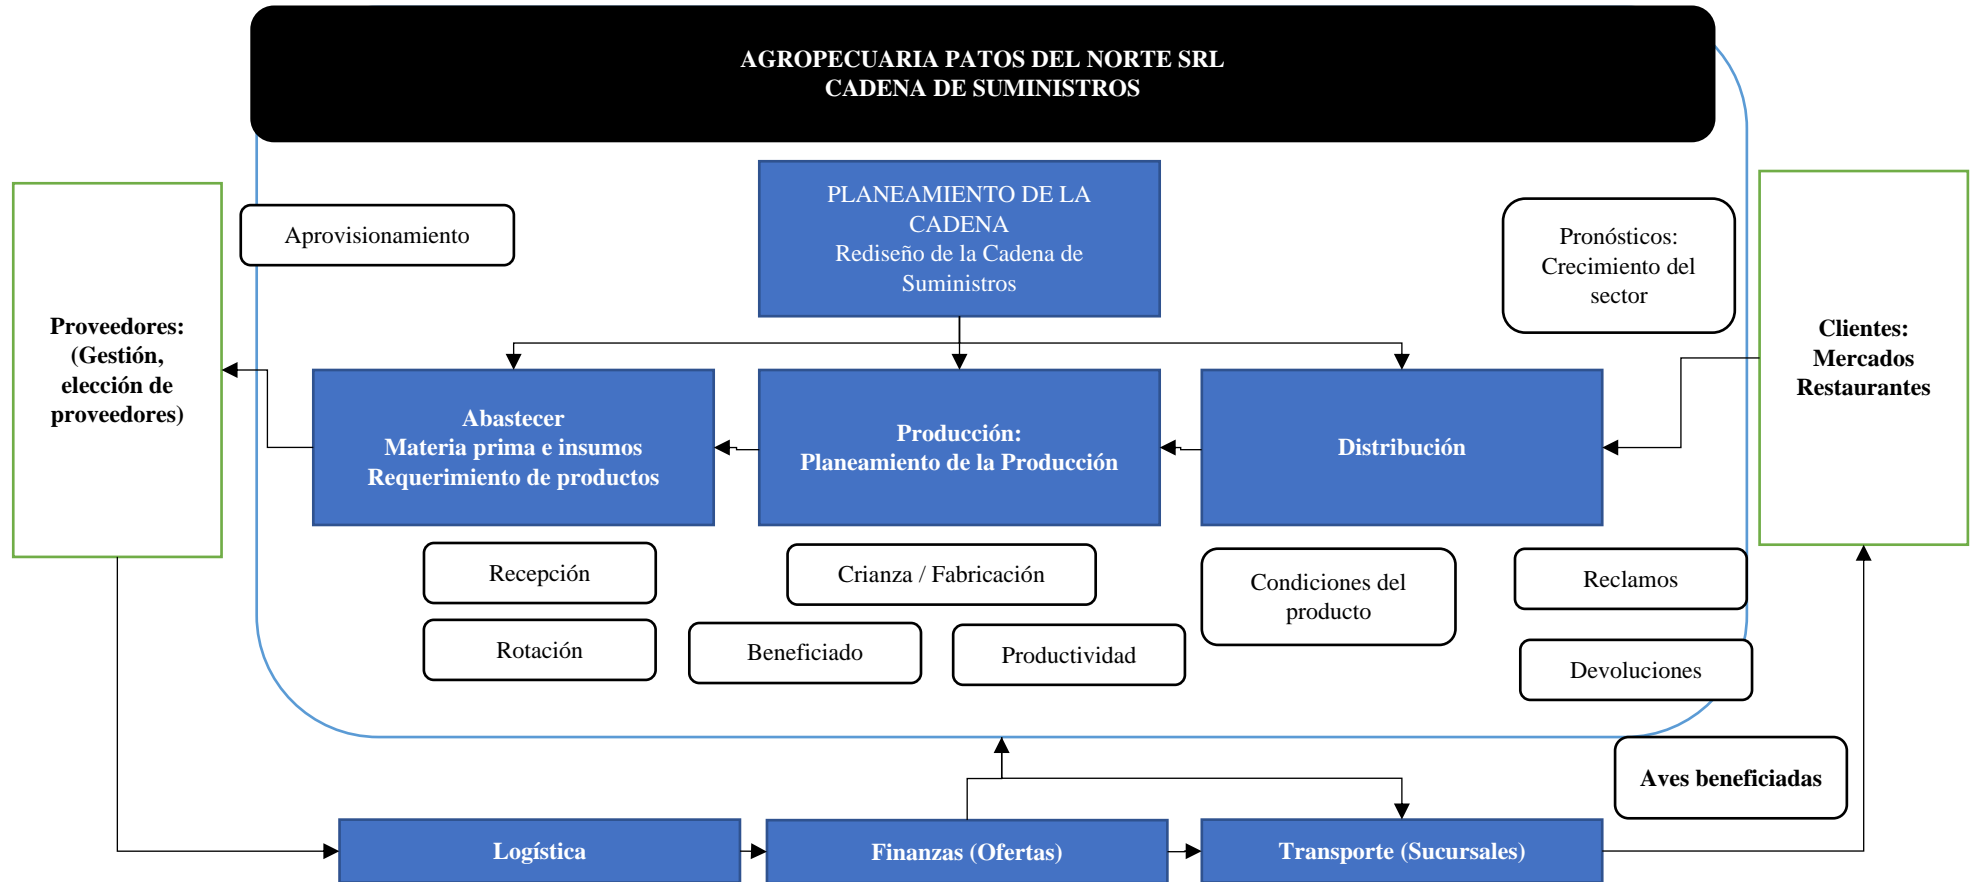 AGROPECUARIA PATOS DEL NORTE SRL
CADENA DE SUMINISTROS
PLANEAMIENTO DE LA
CADENA
Rediseño de la Cadena de
Suministros
Aprovisionamiento
Pronósticos:
Crecimiento del
sector
Proveedores:
(Gestión,
elección de
proveedores)
Clientes:
Mercados
Restaurantes
Abastecer
Materia prima e insumos
Requerimiento de productos
Producción:
Planeamiento de la Producción
Distribución
Recepción
Crianza / Fabricación
Condiciones del
producto
Reclamos
Rotación
Beneficiado
Productividad
Devoluciones
Aves beneficiadas
Logística
Finanzas (Ofertas)
Transporte (Sucursales)